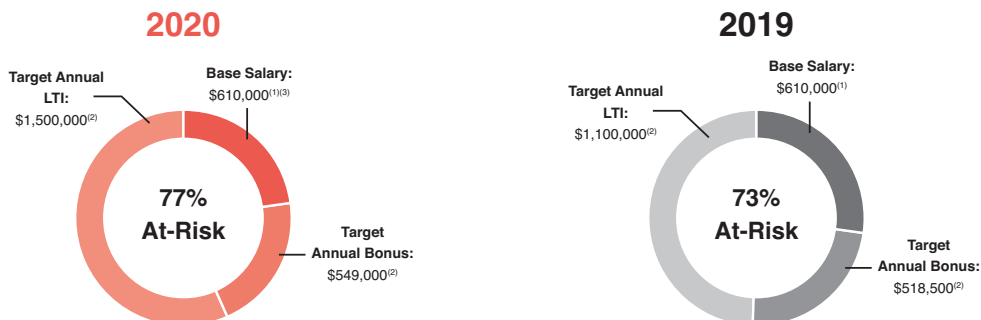 2020
Target Annual
LTI:
$1,500,000(2)
Base Salary:
$610,000(1)(3)
77%
At-Risk
Target
Annual Bonus:
$549,000(2)
2019
Target Annual
LTI:
$1,100,000(2)
Base Salary:
$610,000(1)
73%
At-Risk
Target
Annual Bonus:
$518,500(2)